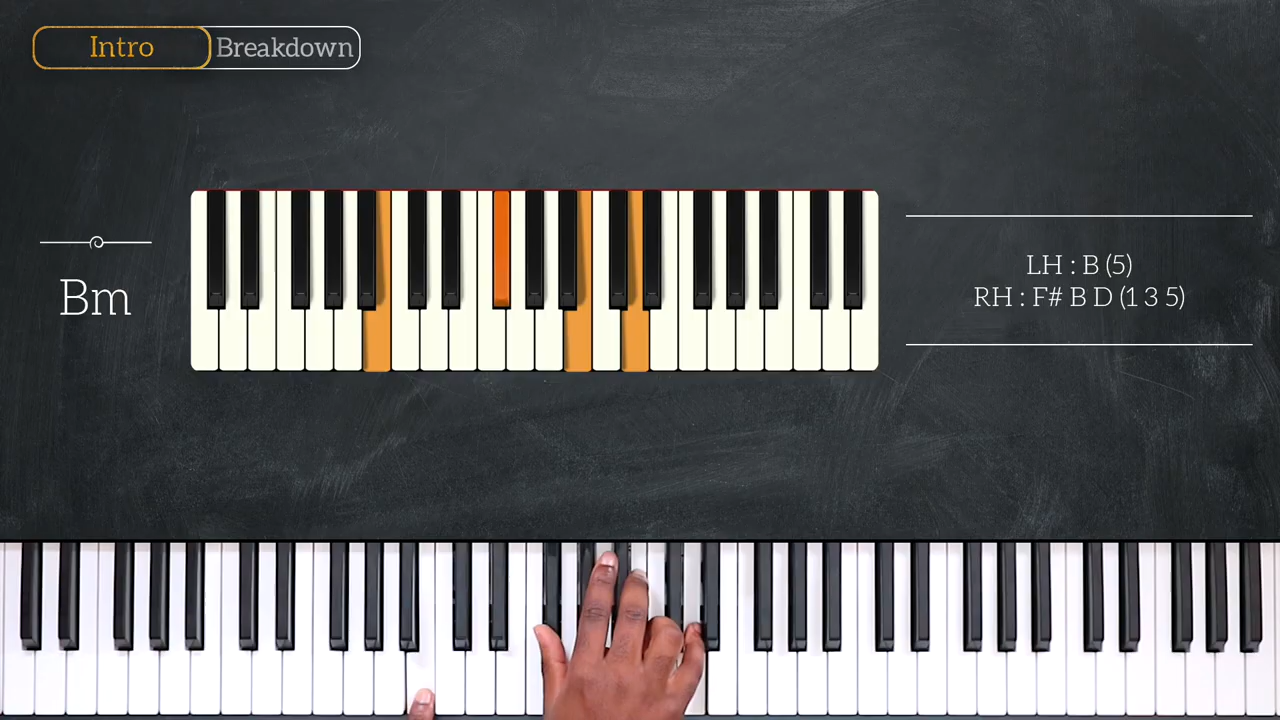 Intro Breakdown
Bm
LH : B (5)
RH : F# B D (1 3 5)